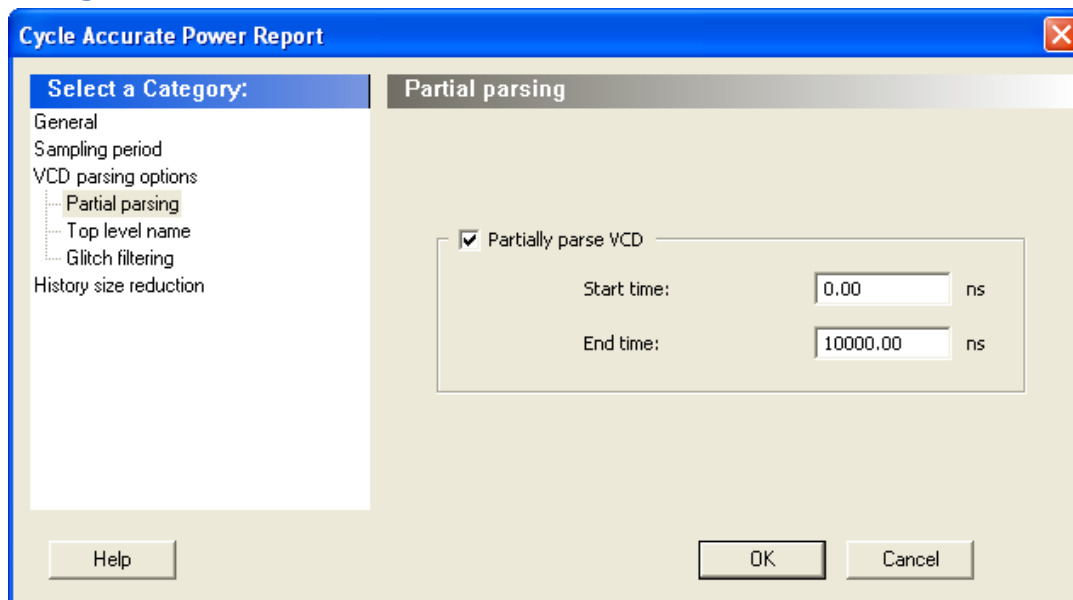 Cycle Accurate Power Report
Select a Category:
General
Sampling period
VCD parsing options
Partial parsing
Top level name
Glitch filtering
History size reduction
Partial parsing
Partially parse VCD
Start time: 0.00 ns
End time: 10000.00 ns
Help OK Cancel